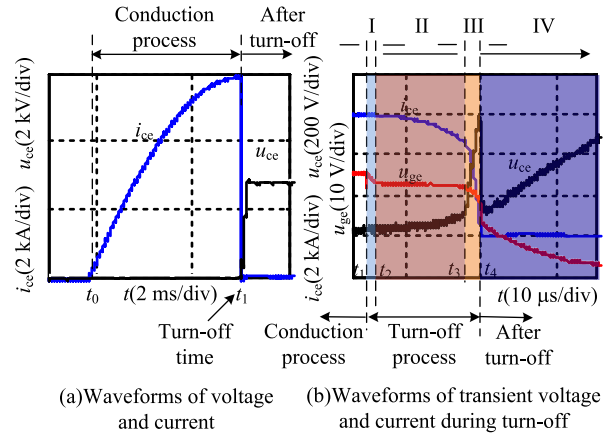 Conduction process
After turn-off
I II III IV
u_ce(2 kV/div)
i_ce(2 kA/div)
i_ce
u_ce
t_0
t(2 ms/div)
t_1
Turn-off time
(a)Waveforms of voltage and current
u_ce(200 V/div)
u_ge(10 V/div)
i_ce(2 kA/div)
i_ce
u_ge
u_ce
t_1 t_2 t_3 t_4
t(10 μs/div)
Conduction process
Turn-off process
After turn-off
(b)Waveforms of transient voltage and current during turn-off